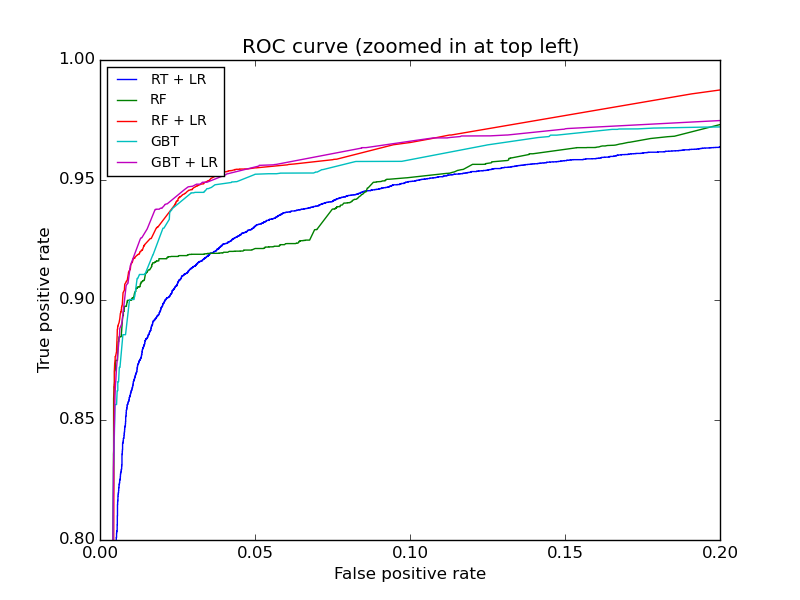 ROC curve (zoomed in at top left)
1.00
0.95
0.90
0.85
0.80
True positive rate
RT + LR
RF
RF + LR
GBT
GBT + LR
0.00
0.05
0.10
0.15
0.20
False positive rate